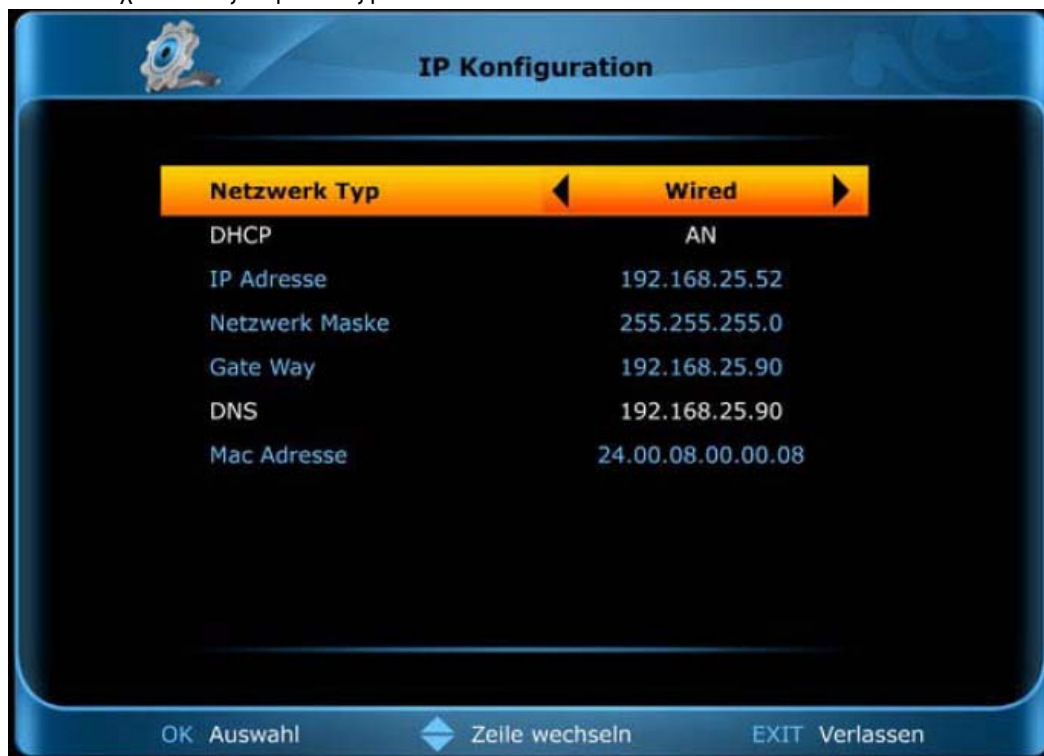 IP Konfiguration
Netzwerk Typ Wired
DHCP AN
IP Adresse 192.168.25.52
Netzwerk Maske 255.255.255.0
Gate Way 192.168.25.90
DNS 192.168.25.90
Mac Adresse 24.00.08.00.00.08
OK Auswahl Zeile wechseln EXIT Verlassen